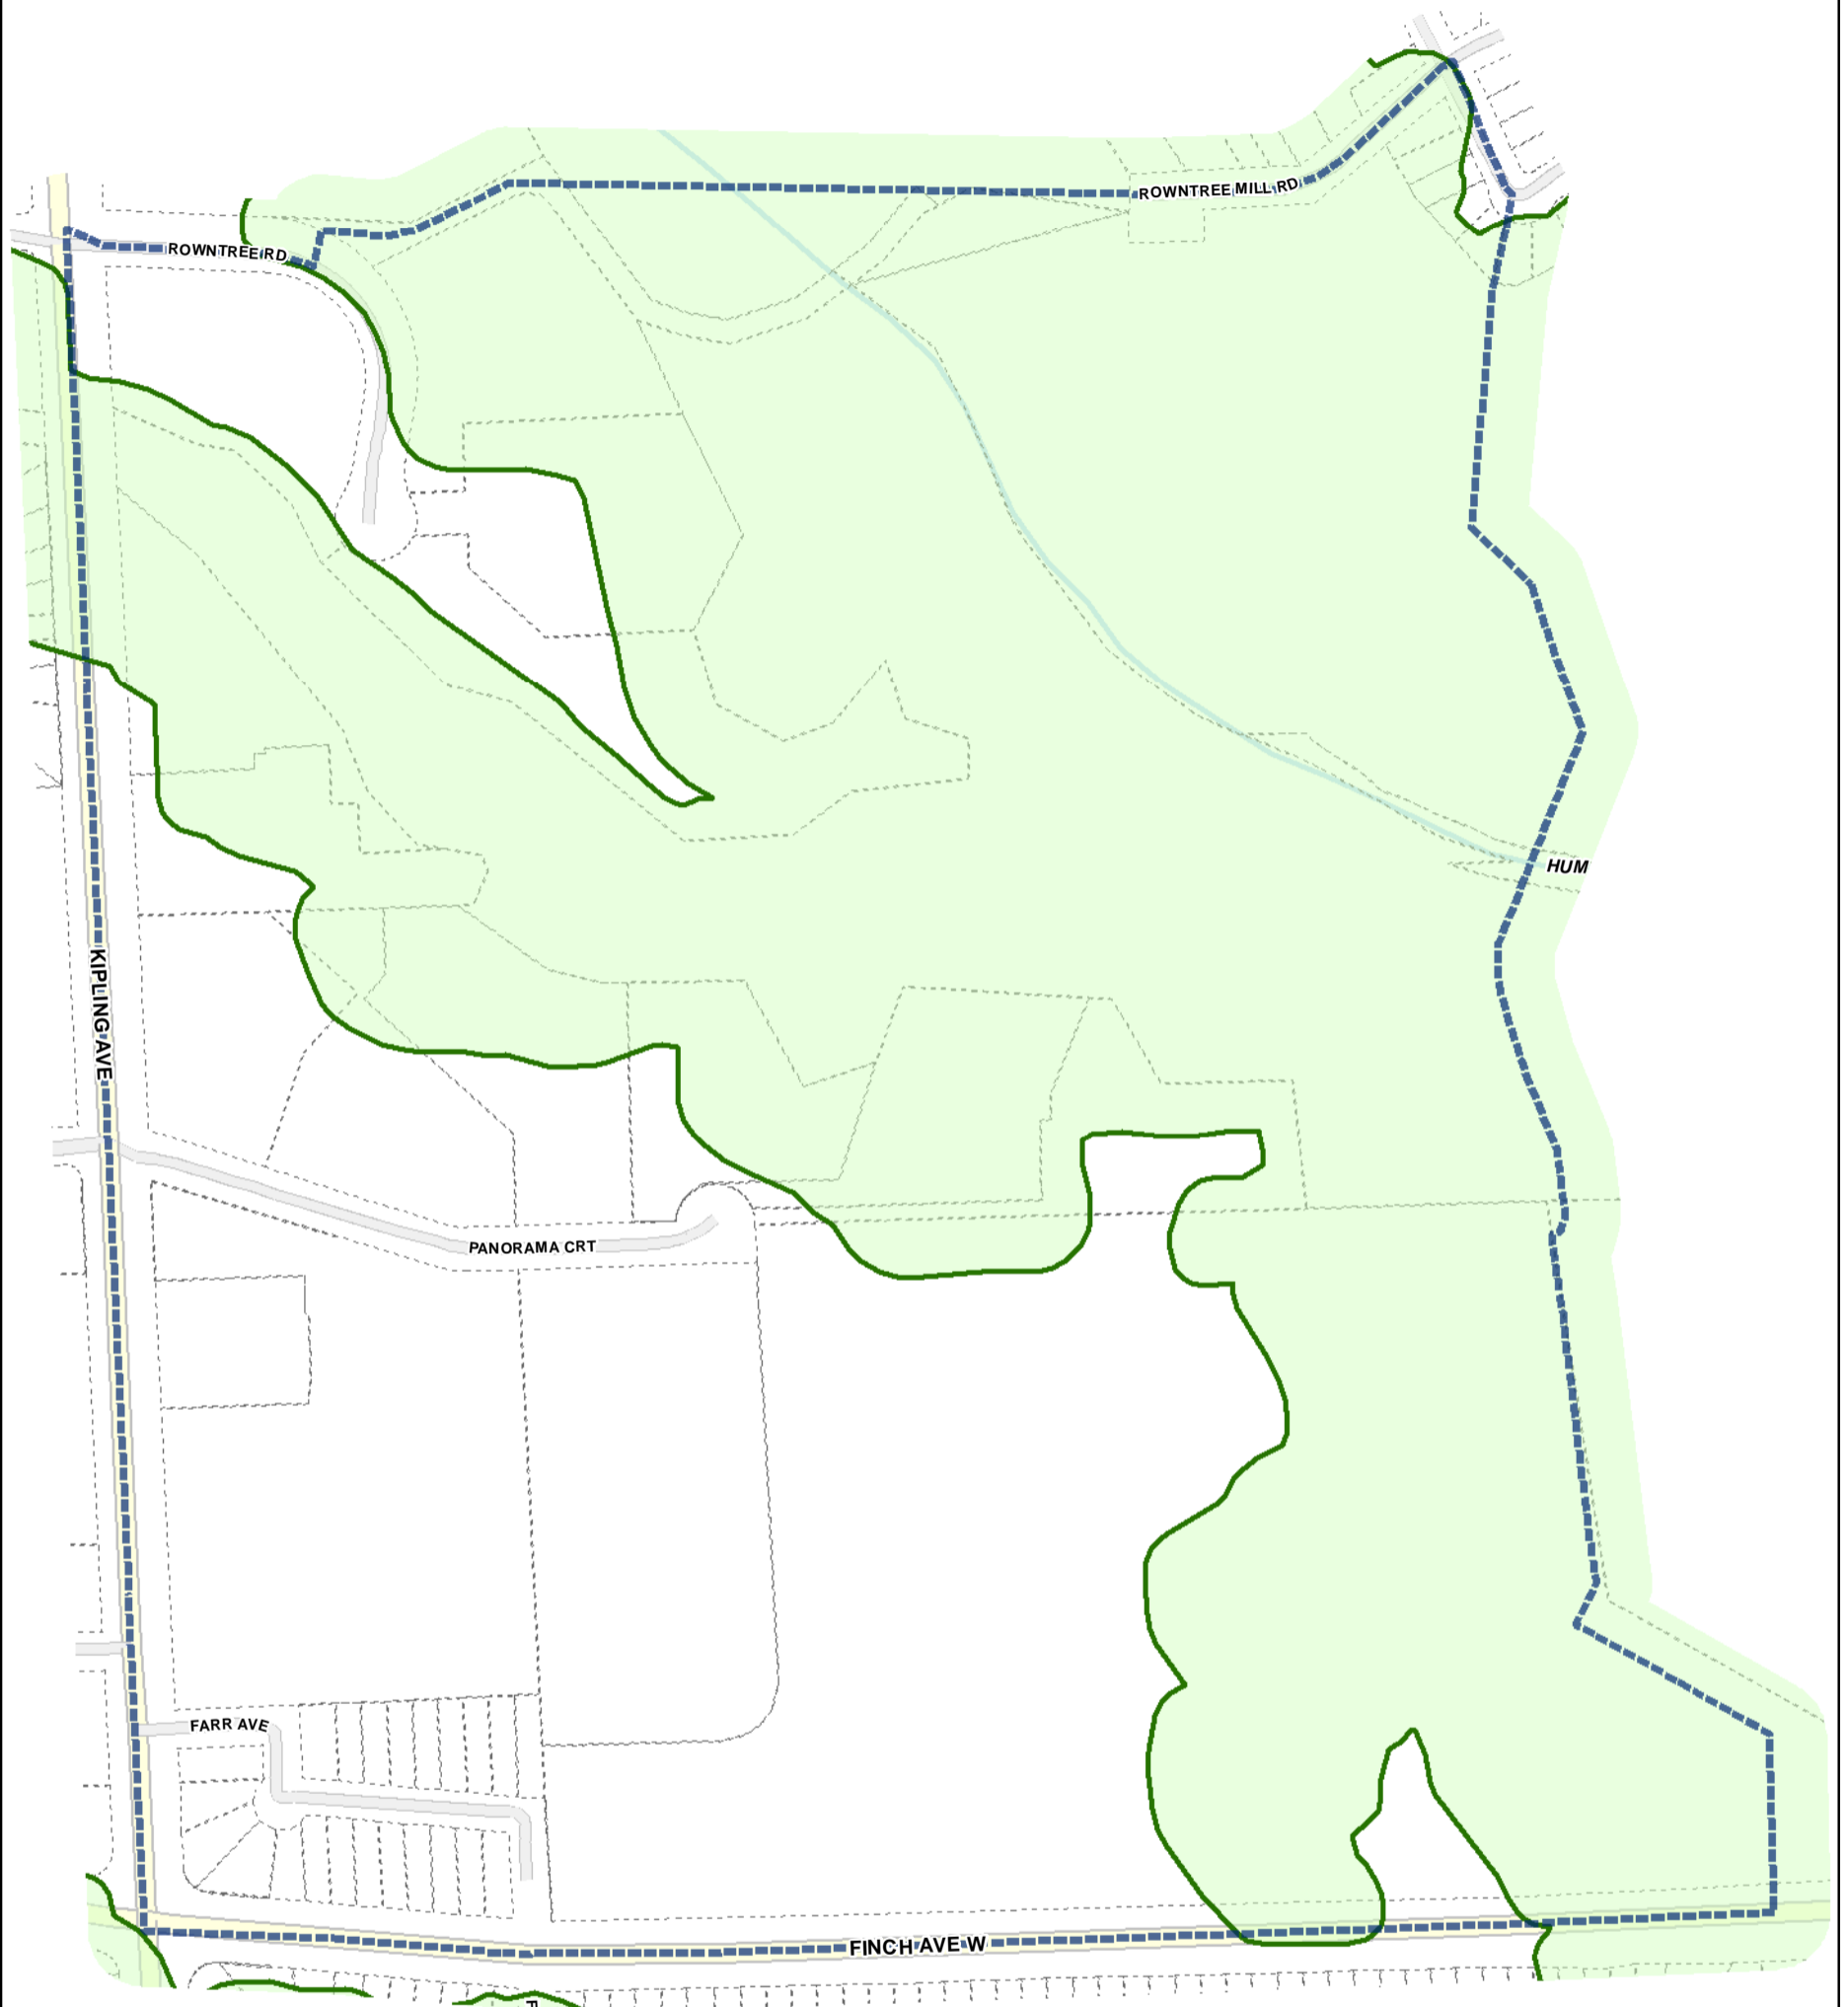 ROWNTREE MILL RD
ROWNTREE RD
HUM
KIPLING AVE
PANORAMA CRT
FARR AVE
FINCH AVE W